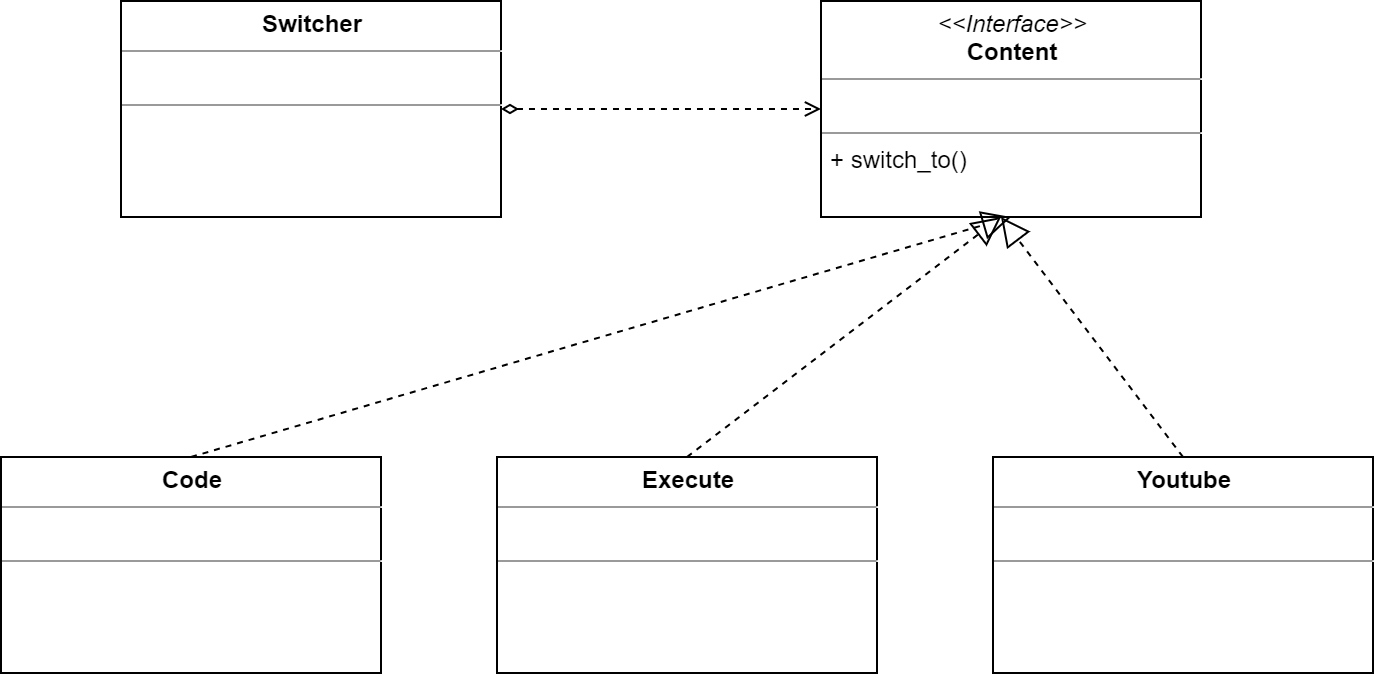 Switcher
<<Interface>>
Content
+ switch_to()
Code
Execute
Youtube